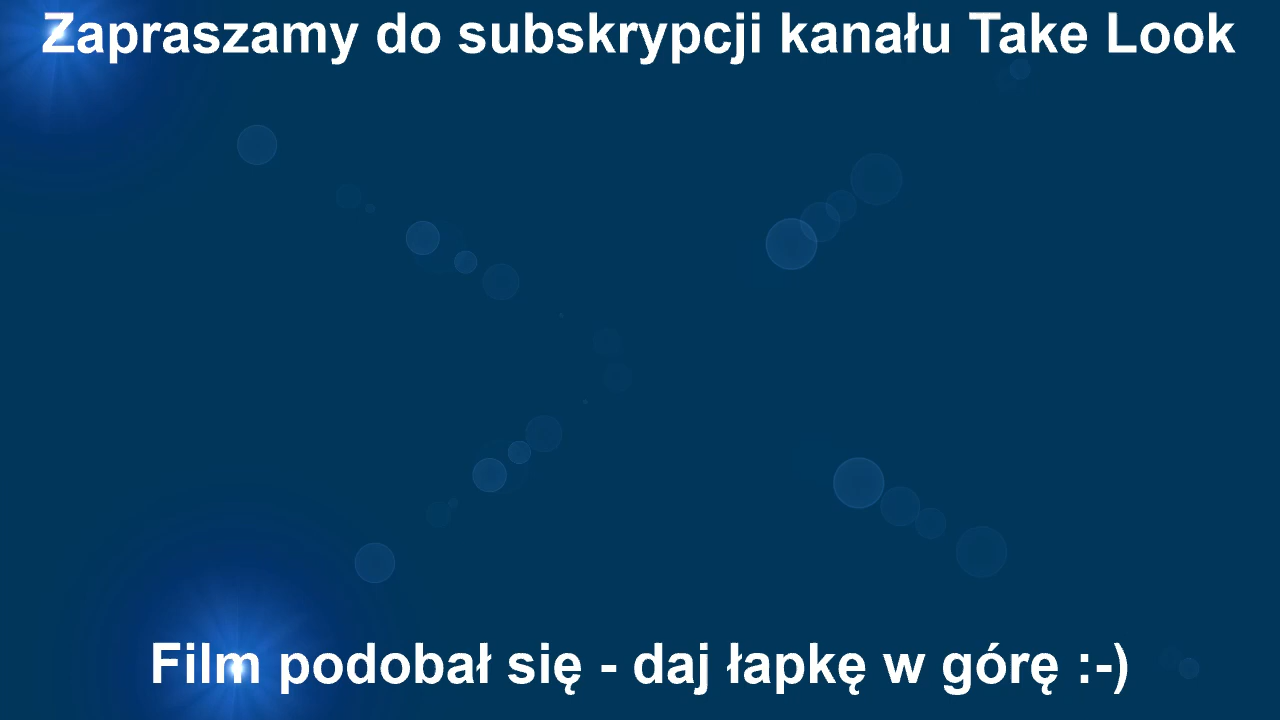 Zapraszamy do subskrypcji kanału Take Look
Film podobał się - daj łapkę w górę :-)